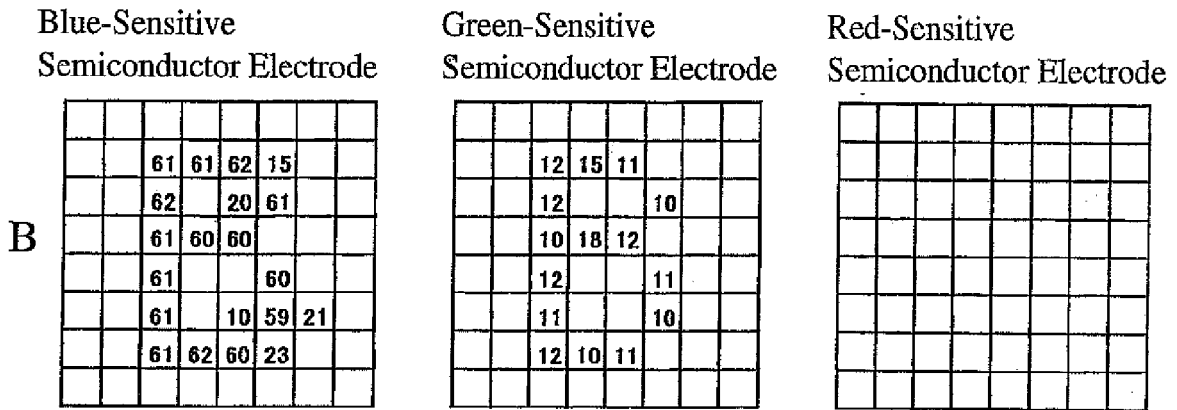 Blue-Sensitive
Semiconductor Electrode
Green-Sensitive
Semiconductor Electrode
Red-Sensitive
Semiconductor Electrode
B
61 61 62 15
62 20 61
61 60 60
61 60
61 10 59 21
61 62 60 23
12 15 11
12 10
10 18 12
12 11
11 10
12 10 11